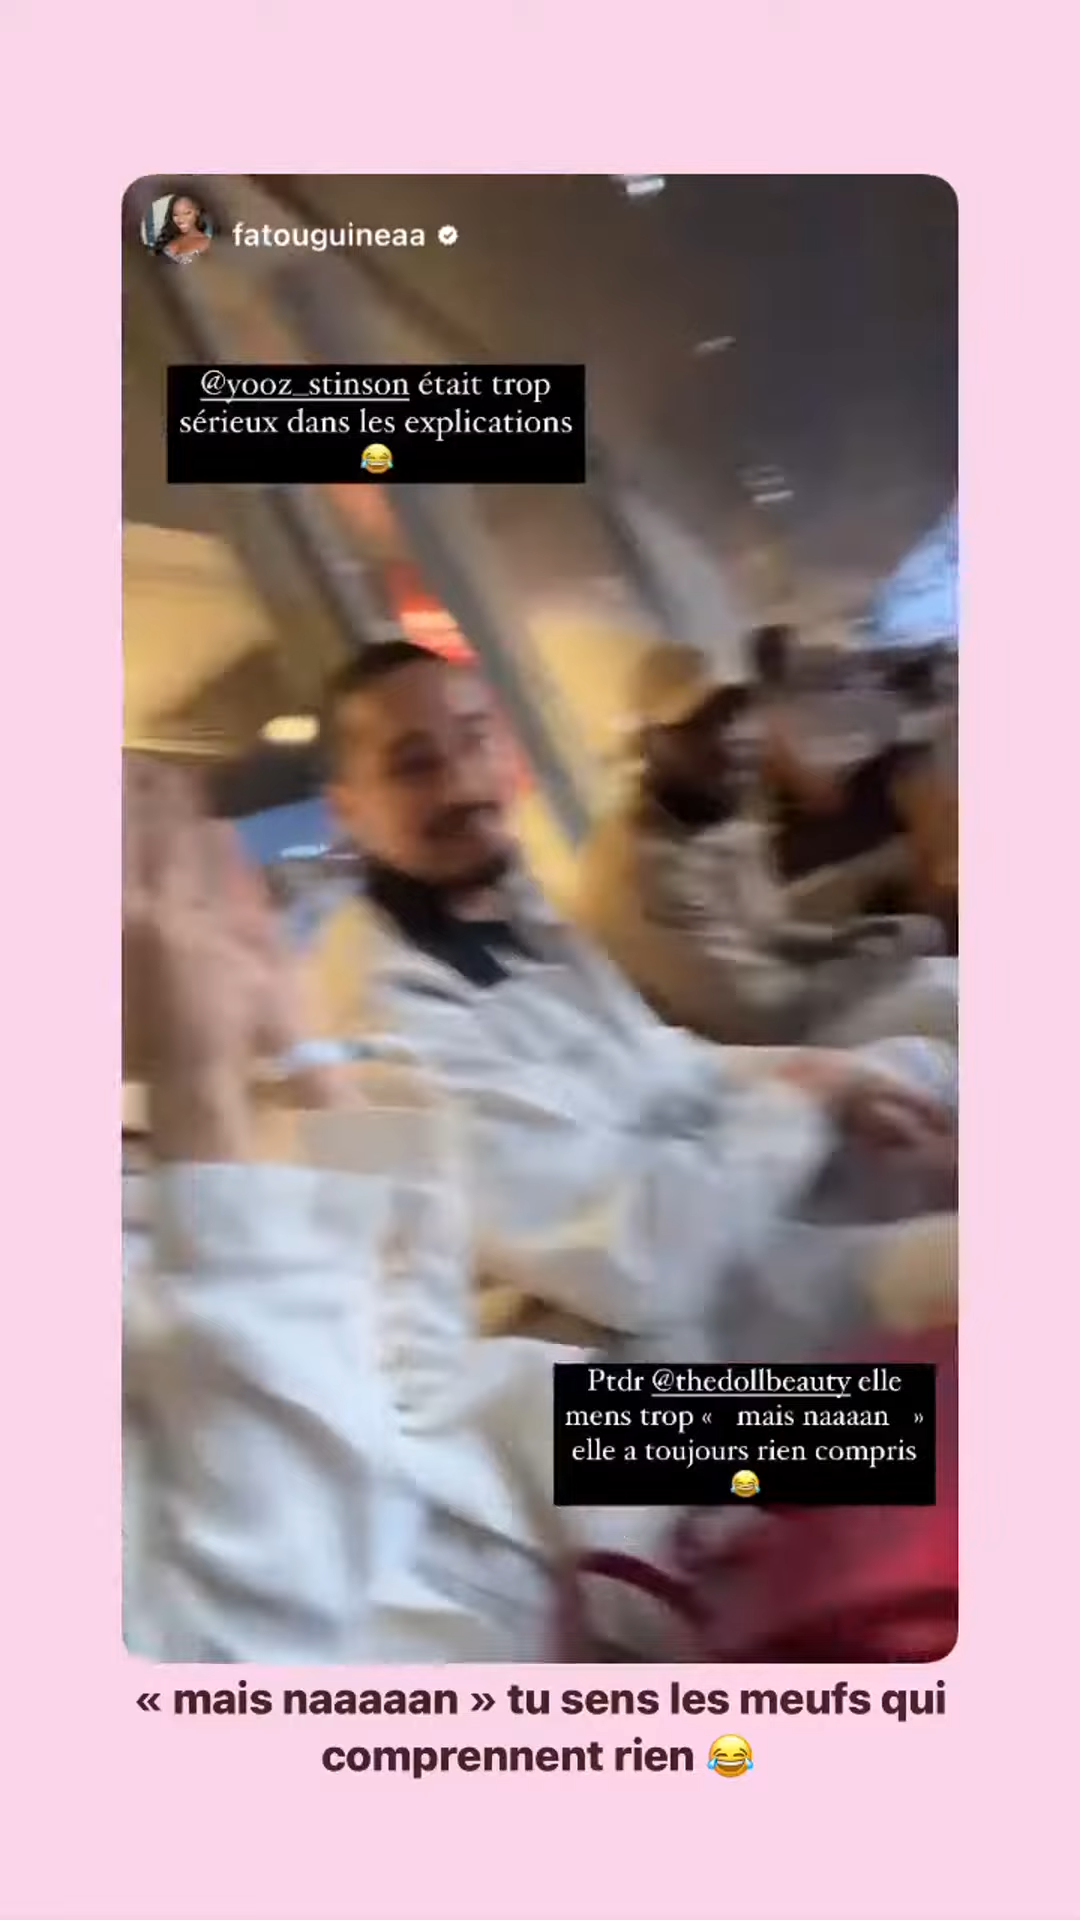 fatouguineaa
@yooz_stinson était trop
sérieux dans les explications
😂
Ptdr @thedollbeauty elle
mens trop «   mais naaaan   »
elle a toujours rien compris
😂
« mais naaaaan » tu sens les meufs qui
comprennent rien 😂